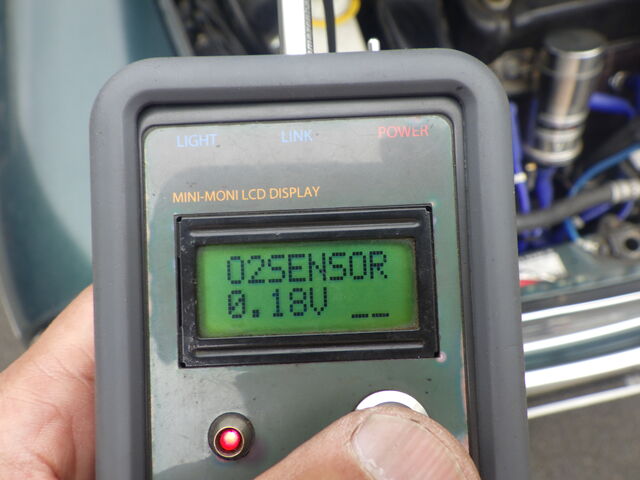 LIGHT LINK POWER
MINI-MONI LCD DISPLAY
O2SENSOR
0.18V __